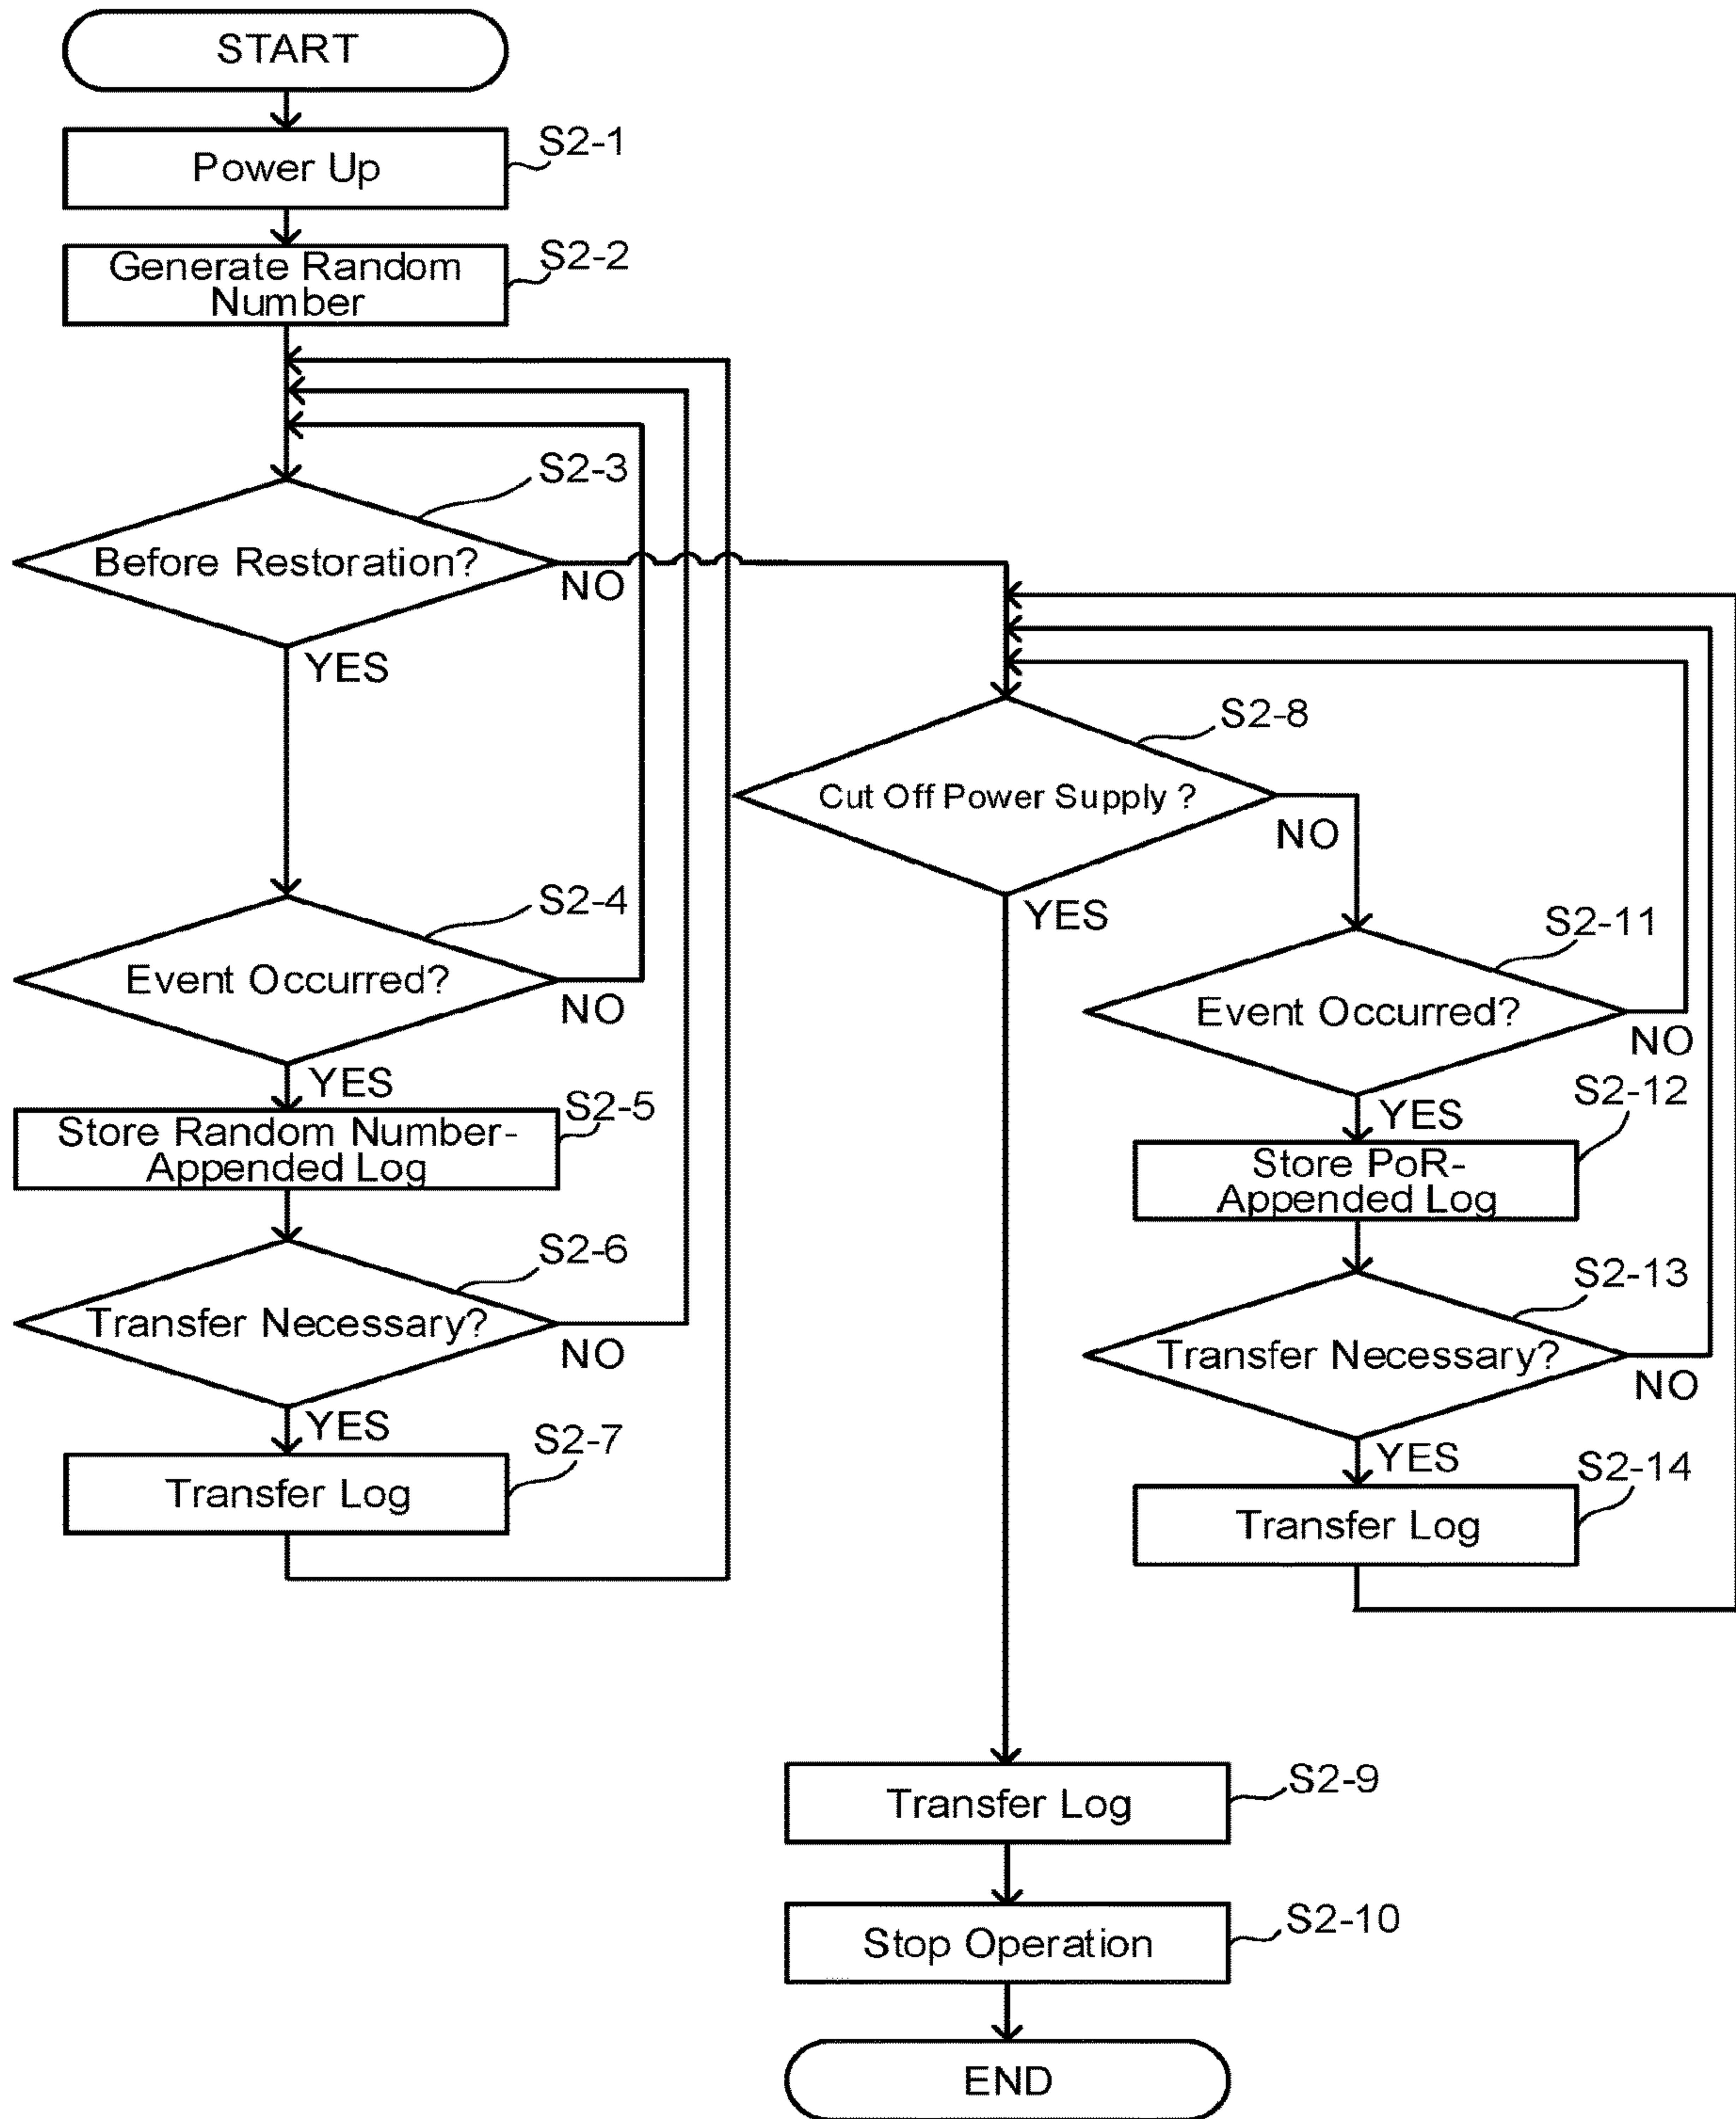 START
Power Up
S2-1
Generate Random
Number
S2-2
Before Restoration?
S2-3
NO
YES
Event Occurred?
S2-4
NO
YES
Store Random Number-
Appended Log
S2-5
Transfer Necessary?
S2-6
NO
YES
Transfer Log
S2-7
Cut Off Power Supply ?
S2-8
NO
YES
Event Occurred?
S2-11
NO
YES
Store PoR-
Appended Log
S2-12
Transfer Necessary?
S2-13
NO
YES
Transfer Log
S2-14
Transfer Log
S2-9
Stop Operation
S2-10
END